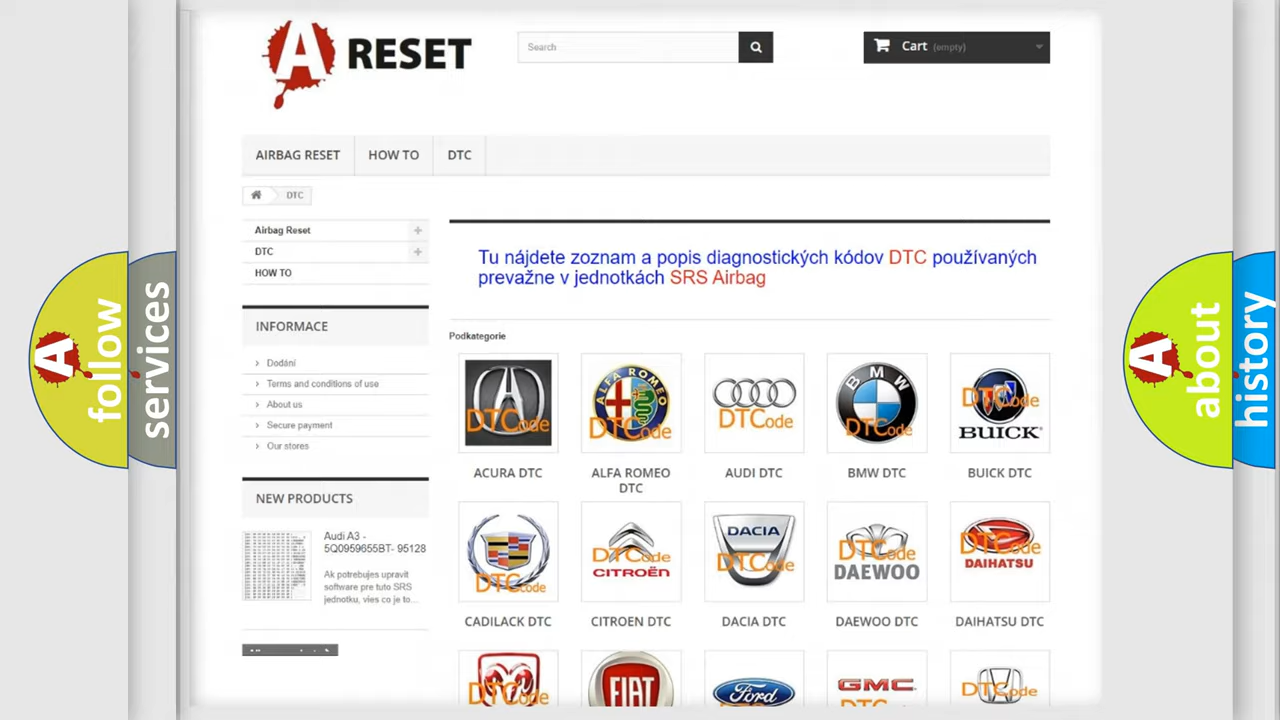 A RESET
Search
Cart (empty)
AIRBAG RESET
HOW TO
DTC
DTC
Airbag Reset
DTC
HOW TO
INFORMACE
Dodání
Terms and conditions of use
About us
Secure payment
Our stores
NEW PRODUCTS
Audi A3 -
5Q0959655BT- 95128
Ak potrebujes upravit
software pre tuto SRS
jednotku, vies co je to...
Tu nájdete zoznam a popis diagnostických kódov DTC používaných
prevažne v jednotkách SRS Airbag
Podkategorie
DTCode
ALFA ROMEO
DTCode
DTCode
BMW
DTCode
DTCode
BUICK
ACURA DTC
ALFA ROMEO
DTC
AUDI DTC
BMW DTC
BUICK DTC
DTCode
DTCode
CITROËN
DACIA
DTCode
DTCode
DAEWOO
DTCode
DAIHATSU
CADILACK DTC
CITROEN DTC
DACIA DTC
DAEWOO DTC
DAIHATSU DTC
DTCode
FIAT
Ford
GMC
DTCode
A follow
services
A about
history